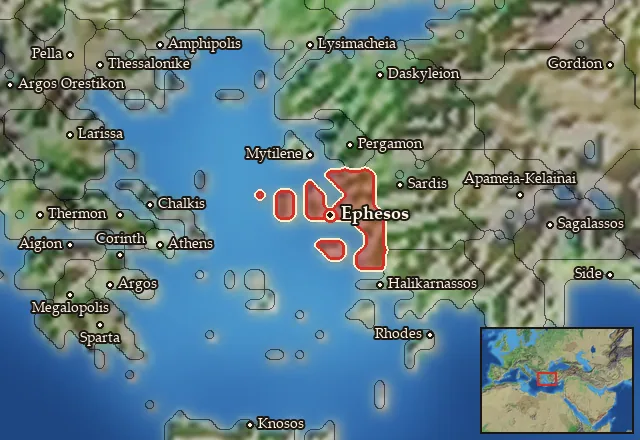 Amphipolis
Lysimacheia
Pella
Thessalonike
Gordion
Daskyleion
Argos Orestikon
Larissa
Pergamon
Mytilene
Sardis
Apameia-Kelainai
Chalkis
Thermon
Ephesos
Sagalassos
Corinth
Aigion
Athens
Side
Argos
Halikarnassos
Megalopolis
Sparta
Rhodes
Knosos